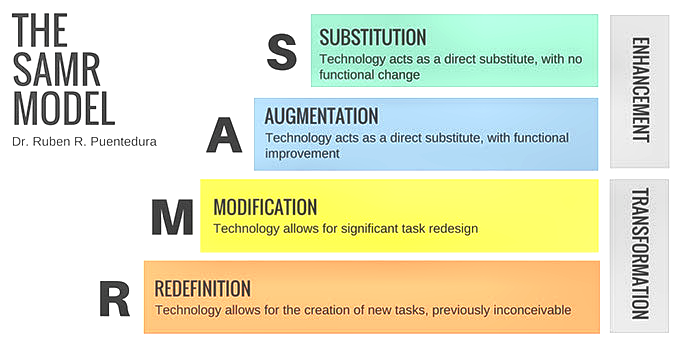 THE
SAMR
MODEL
Dr. Ruben R. Puentedura
S
SUBSTITUTION
Technology acts as a direct substitute, with no
functional change
A
AUGMENTATION
Technology acts as a direct substitute, with functional
improvement
ENHANCEMENT
M
MODIFICATION
Technology allows for significant task redesign
R
REDEFINITION
Technology allows for the creation of new tasks, previously inconceivable
TRANSFORMATION